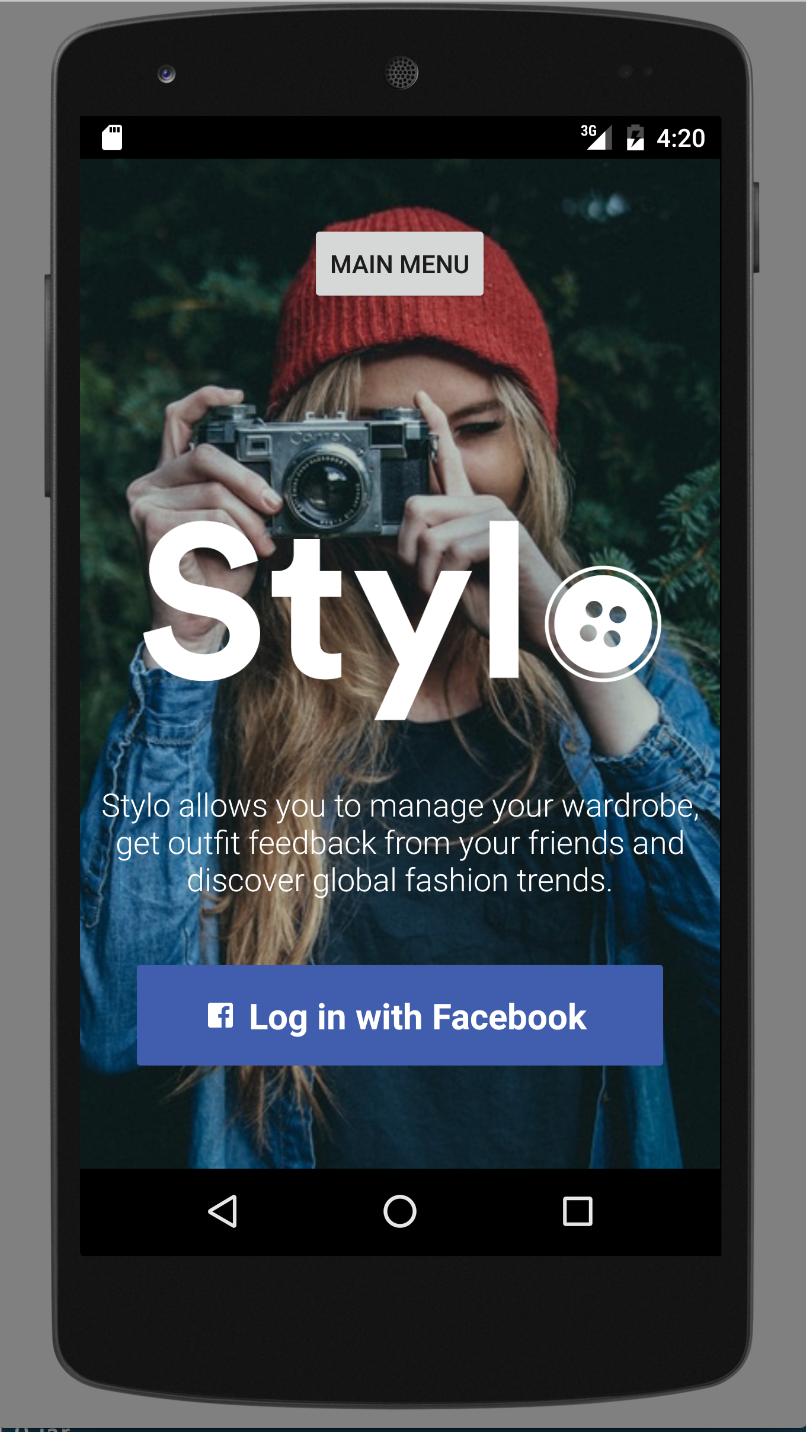 3G 4:20
MAIN MENU
Contax
Stylo
Stylo allows you to manage your wardrobe,
get outfit feedback from your friends and
discover global fashion trends.
Log in with Facebook